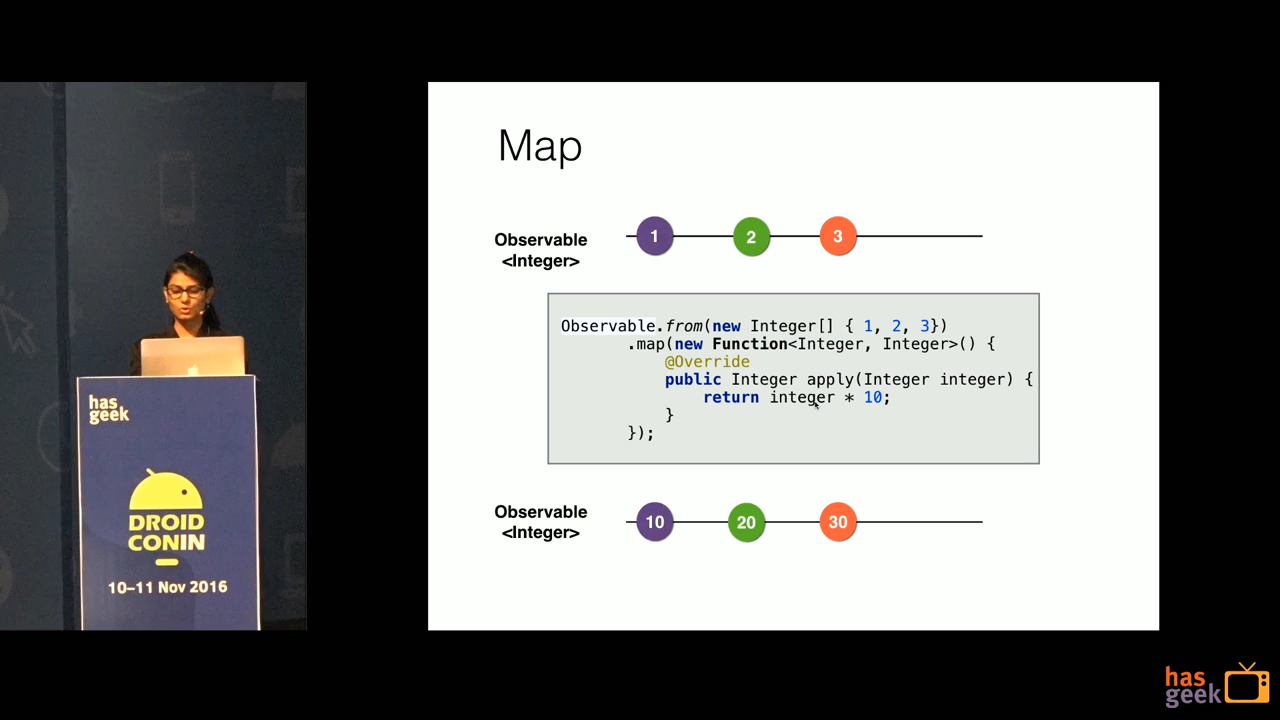 has
geek
DROID
CONIN
10–11 Nov 2016
Map
Observable
<Integer>
1 2 3
Observable.from(new Integer[] { 1, 2, 3})
.map(new Function<Integer, Integer>() {
@Override
public Integer apply(Integer integer) {
return integer * 10;
}
});
Observable
<Integer>
10 20 30
has
geek